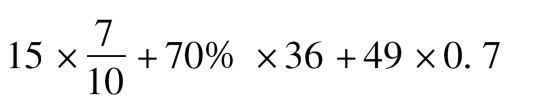 15 × 7/10 + 70% × 36 + 49 × 0. 7